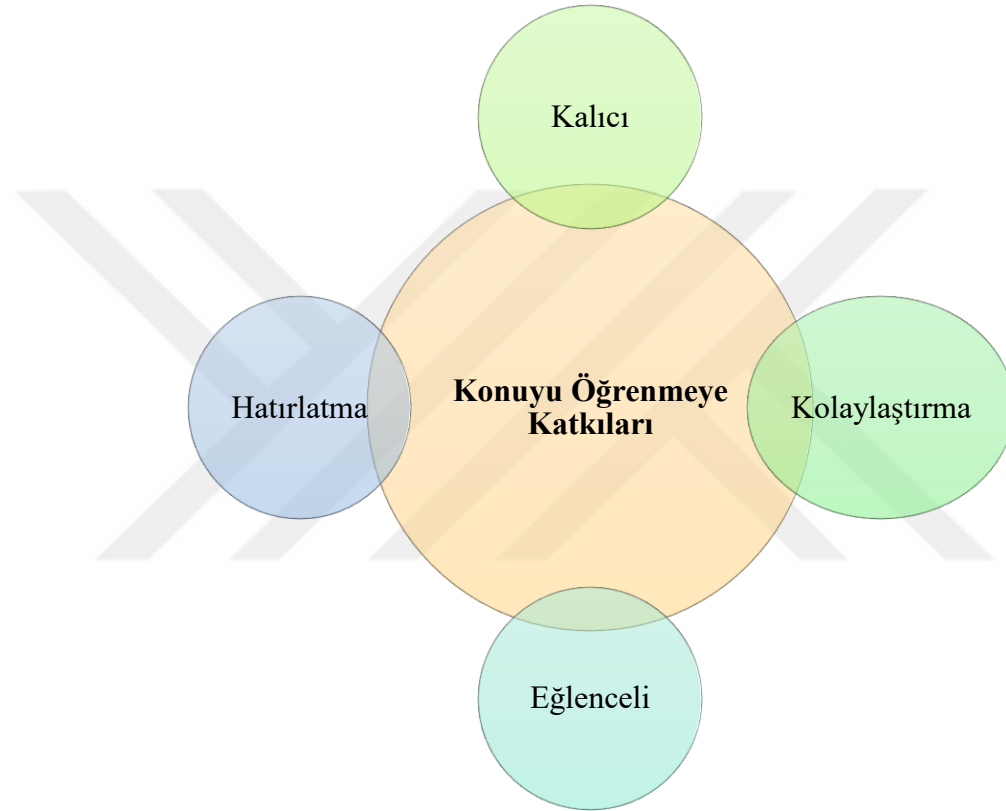 Kalıcı
Hatırlatma
Konuyu Öğrenmeye
Katkıları
Kolaylaştırma
Eğlenceli